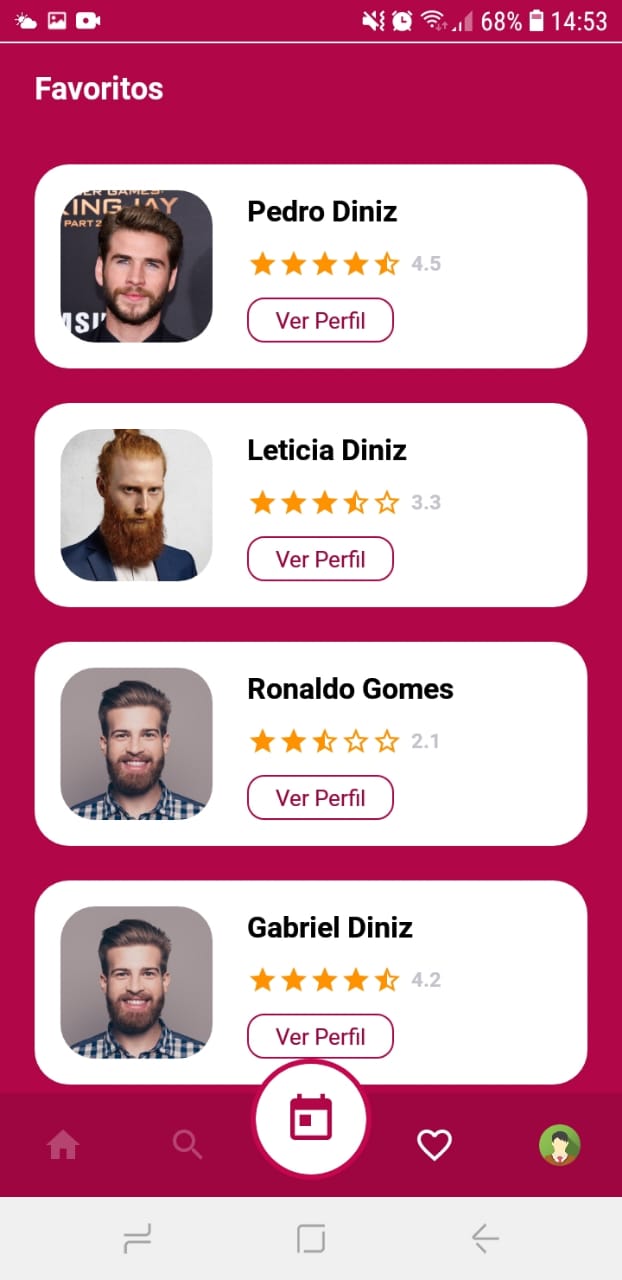 68% 14:53
Favoritos
ER GAMES:
KING JAY
PART 2
Pedro Diniz
4.5
Ver Perfil
Leticia Diniz
3.3
Ver Perfil
Ronaldo Gomes
2.1
Ver Perfil
Gabriel Diniz
4.2
Ver Perfil